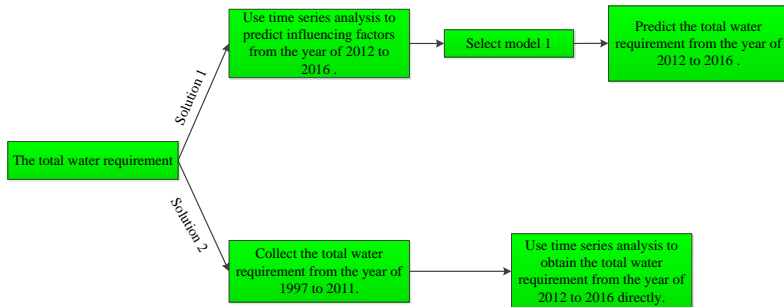 Use time series analysis to
predict influencing factors
from the year of 2012 to
2016 .
Select model 1
Predict the total water
requirement from the year of
2012 to 2016 .
Solution 1
The total water requirement
Solution 2
Collect the total water
requirement from the year of
1997 to 2011.
Use time series analysis to
obtain the total water
requirement from the year of
2012 to 2016 directly.